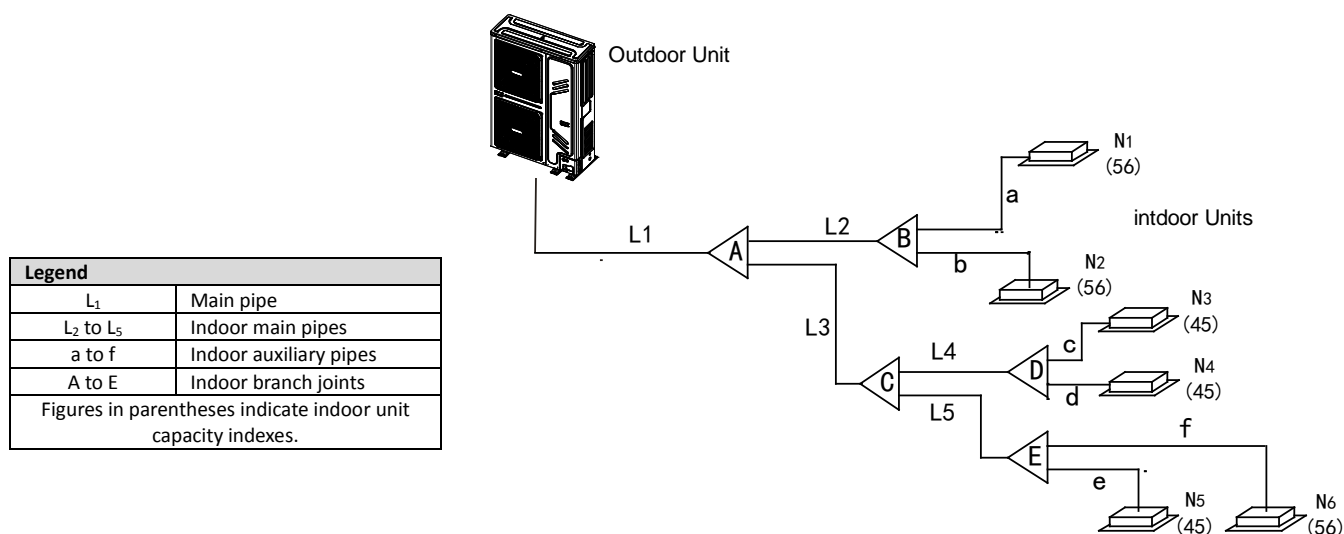 Outdoor Unit
N1
(56)
a
intdoor Units
L1
A
L2
B
b
N2
(56)
L3
N3
(45)
c
L4
D
C
d
N4
(45)
L5
f
E
e
N5
(45)
N6
(56)
Legend
L1 Main pipe
L2 to L5 Indoor main pipes
a to f Indoor auxiliary pipes
A to E Indoor branch joints
Figures in parentheses indicate indoor unit
capacity indexes.